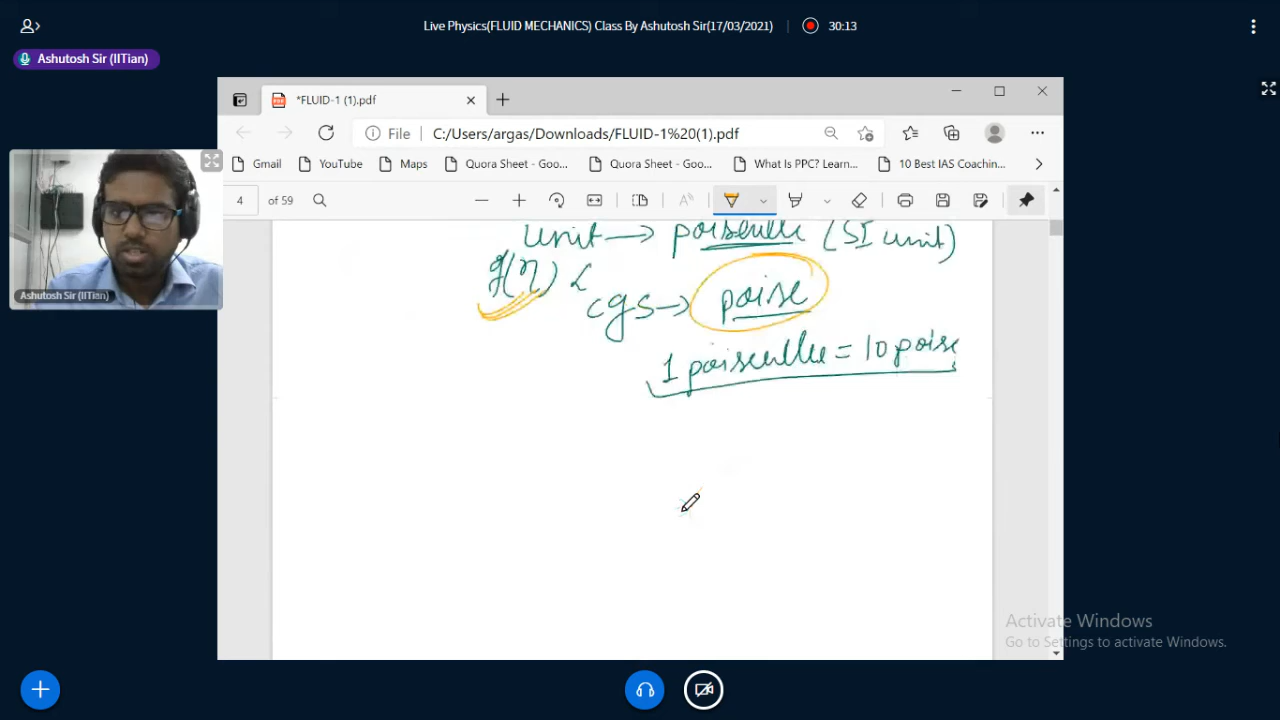 Live Physics(FLUID MECHANICS) Class By Ashutosh Sir(17/03/2021)
30:13
Ashutosh Sir (IITian)
*FLUID-1 (1).pdf
File
C:/Users/argas/Downloads/FLUID-1%20(1).pdf
Gmail
YouTube
Maps
Quora Sheet - Goo...
Quora Sheet - Goo...
What Is PPC? Learn...
10 Best IAS Coachin...
4 of 59
unit → poiseuille (SI unit)
(η) <
cgs → poise
1 poiseuille = 10 poise
Ashutosh Sir (IITian)
Activate Windows
Go to Settings to activate Windows.